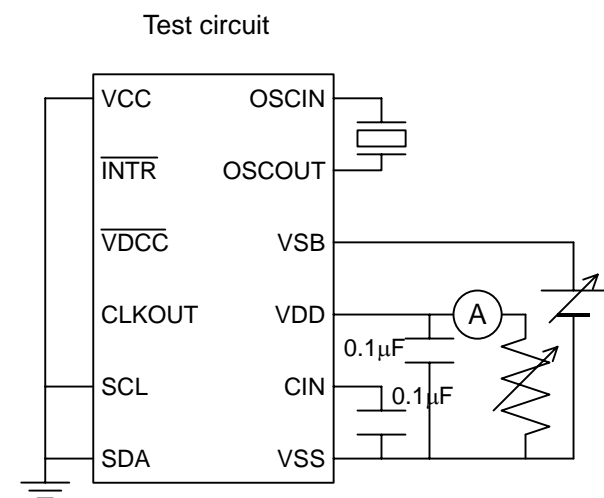 Test circuit
VCC OSCIN
INTR OSCOUT
VDCC VSB
CLKOUT VDD A
0.1μF
SCL CIN 0.1μF
SDA VSS